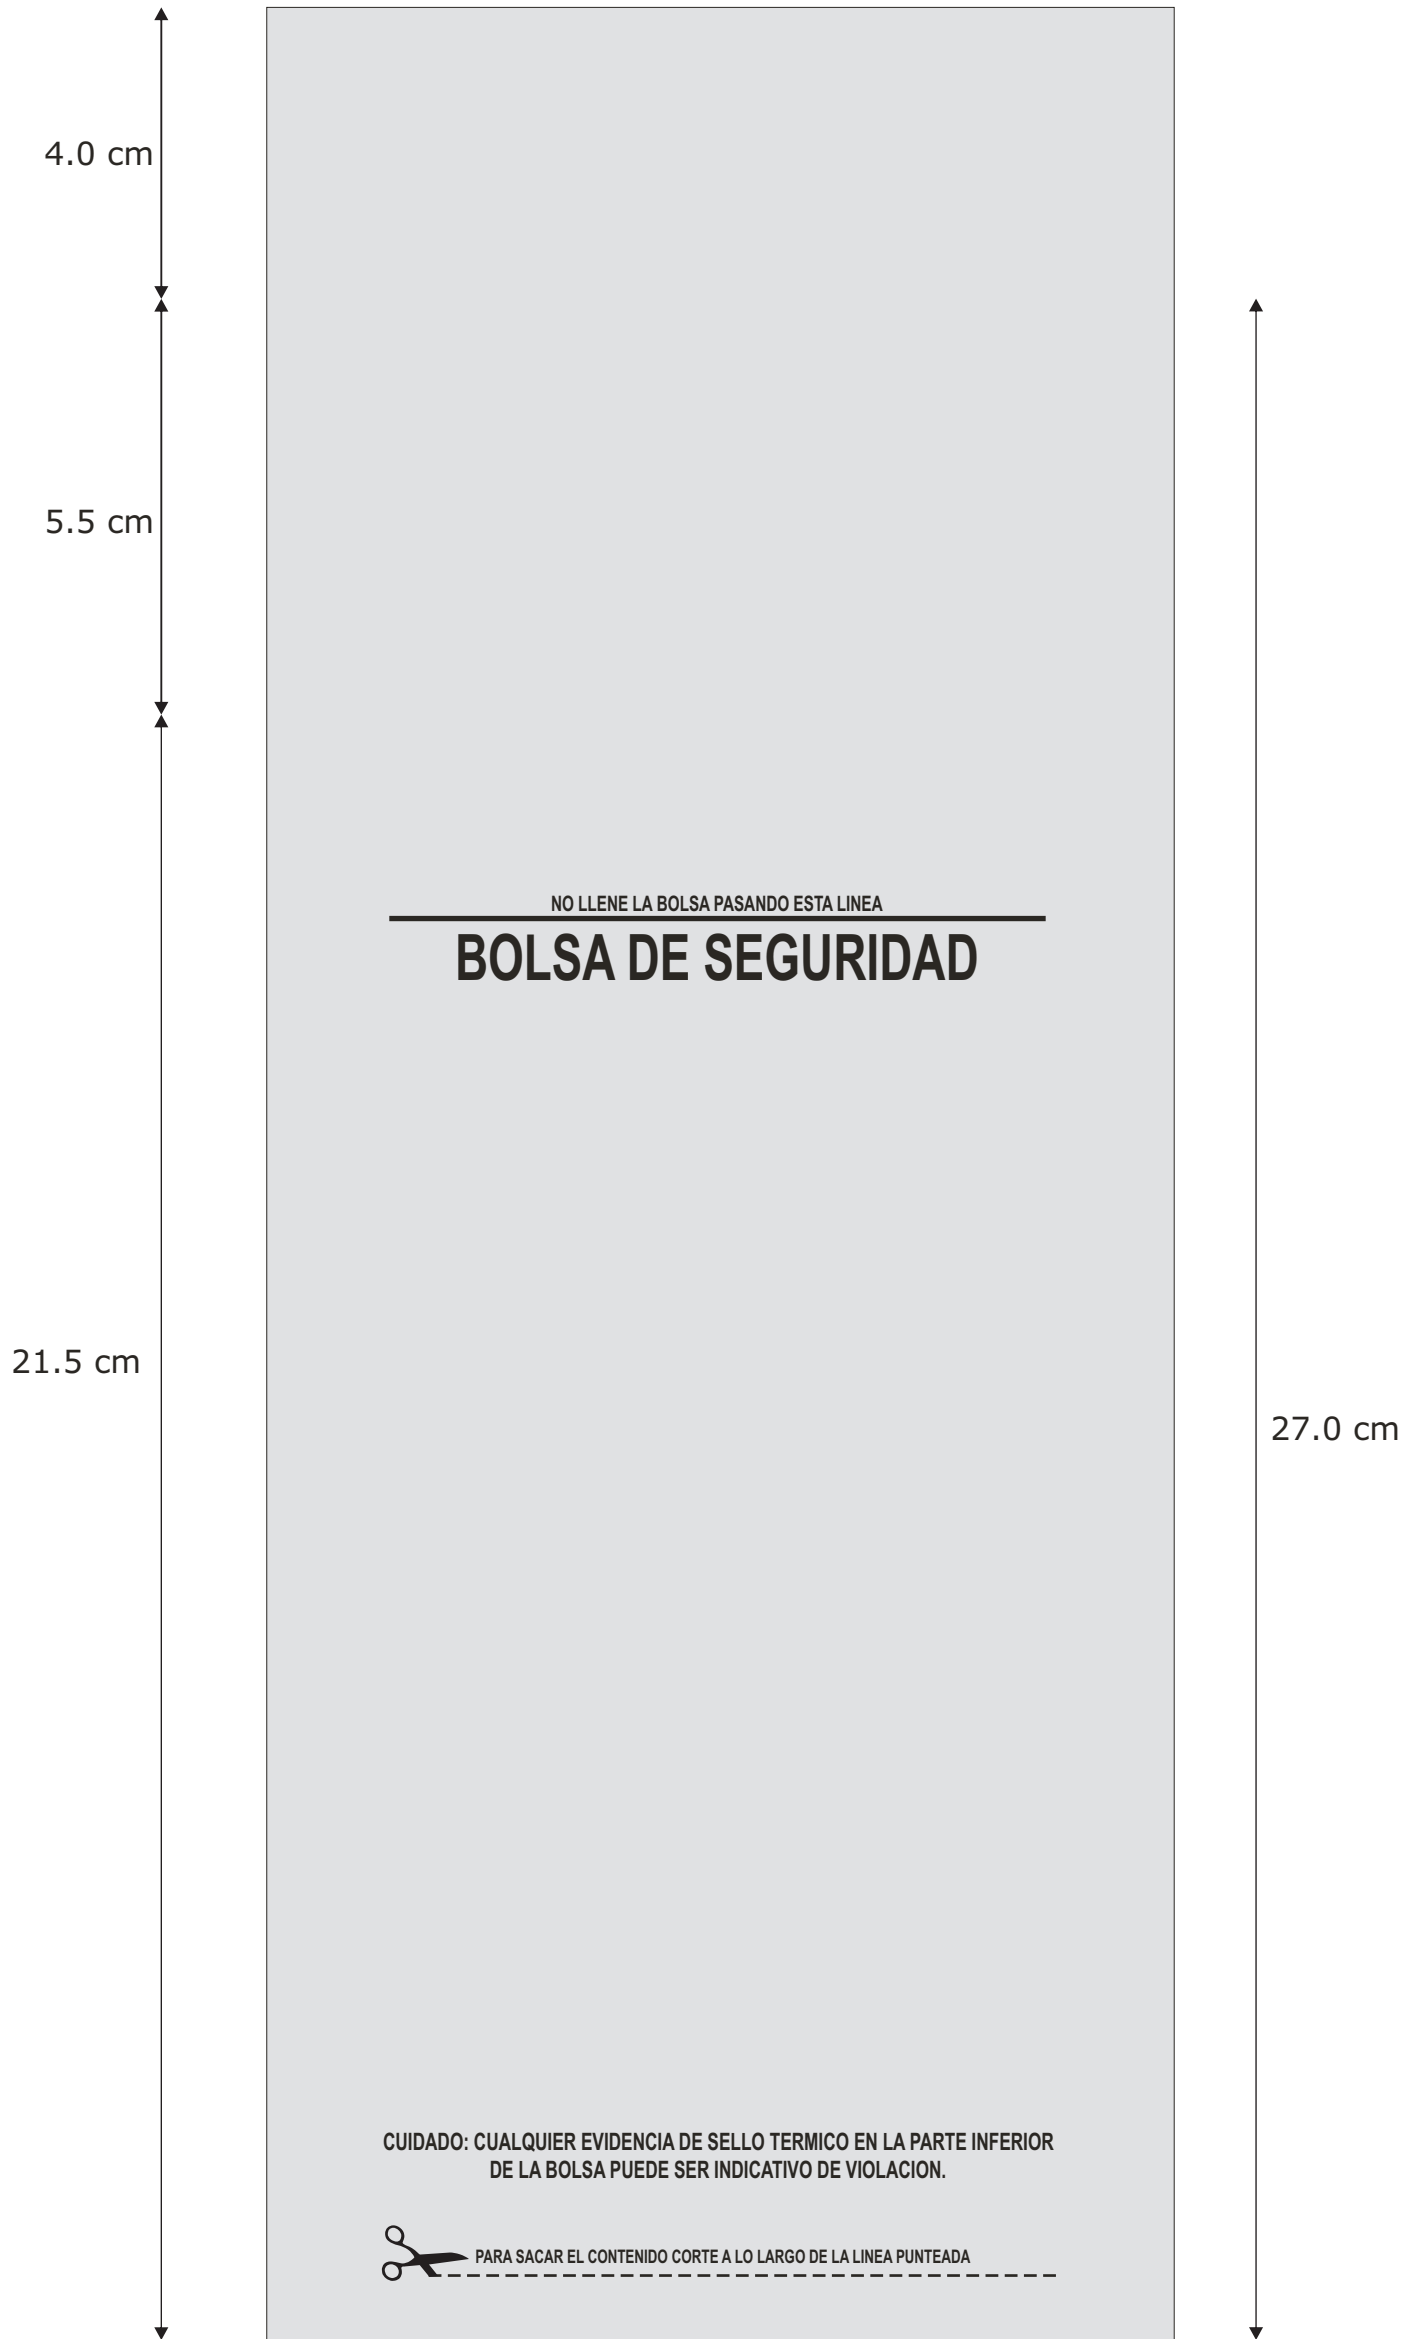 4.0 cm
5.5 cm
NO LLENE LA BOLSA PASANDO ESTA LINEA
BOLSA DE SEGURIDAD
21.5 cm
27.0 cm
CUIDADO: CUALQUIER EVIDENCIA DE SELLO TERMICO EN LA PARTE INFERIOR
DE LA BOLSA PUEDE SER INDICATIVO DE VIOLACION.
PARA SACAR EL CONTENIDO CORTE A LO LARGO DE LA LINEA PUNTEADA